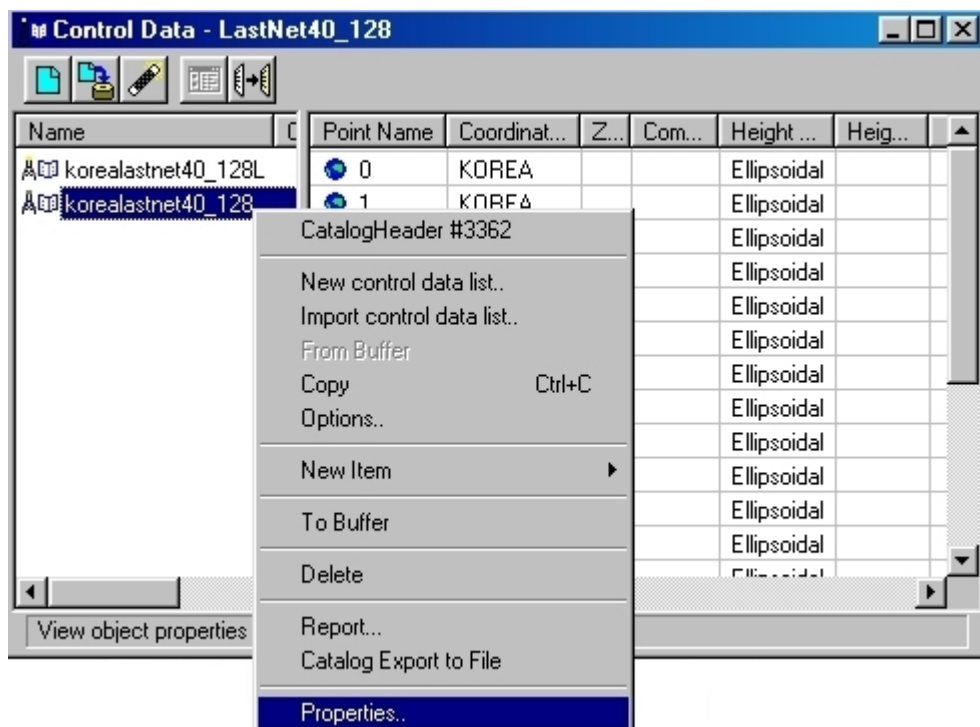 Control Data - LastNet40_128
Name C Point Name Coordinat... Z... Com... Height ... Heig...
korealastnet40_128L 0 KOREA Ellipsoidal
korealastnet40_128 1 KOREA Ellipsoidal
CatalogHeader #3362 Ellipsoidal
New control data list.. Ellipsoidal
Import control data list.. Ellipsoidal
From Buffer Ellipsoidal
Copy Ctrl+C Ellipsoidal
Options.. Ellipsoidal
Ellipsoidal
New Item Ellipsoidal
To Buffer Ellipsoidal
Ellipsoidal
Delete Ellipsoidal
View object properties Report...
Catalog Export to File
Properties..